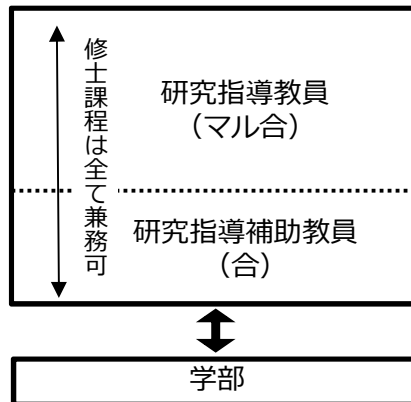 修士課程は全て兼務可
研究指導教員
（マル合）
研究指導補助教員
（合）
学部